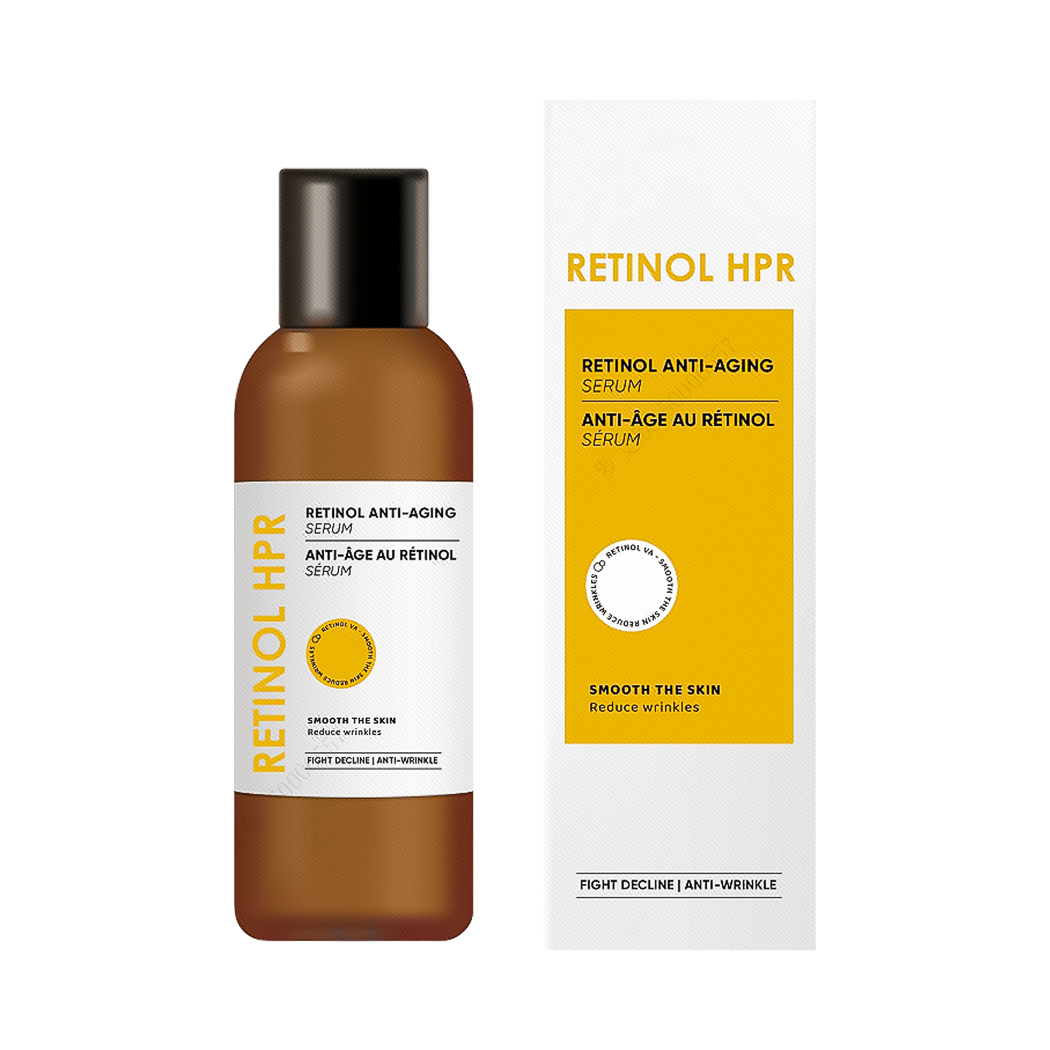 RETINOL HPR
RETINOL ANTI-AGING
SERUM
ANTI-ÂGE AU RÉTINOL
SÉRUM
RETINOL VA - SMOOTH THE SKIN REDUCE WRINKLES
SMOOTH THE SKIN
Reduce wrinkles
FIGHT DECLINE | ANTI-WRINKLE
RETINOL HPR
RETINOL ANTI-AGING
SERUM
ANTI-ÂGE AU RÉTINOL
SÉRUM
RETINOL VA - SMOOTH THE SKIN REDUCE WRINKLES
SMOOTH THE SKIN
Reduce wrinkles
FIGHT DECLINE | ANTI-WRINKLE